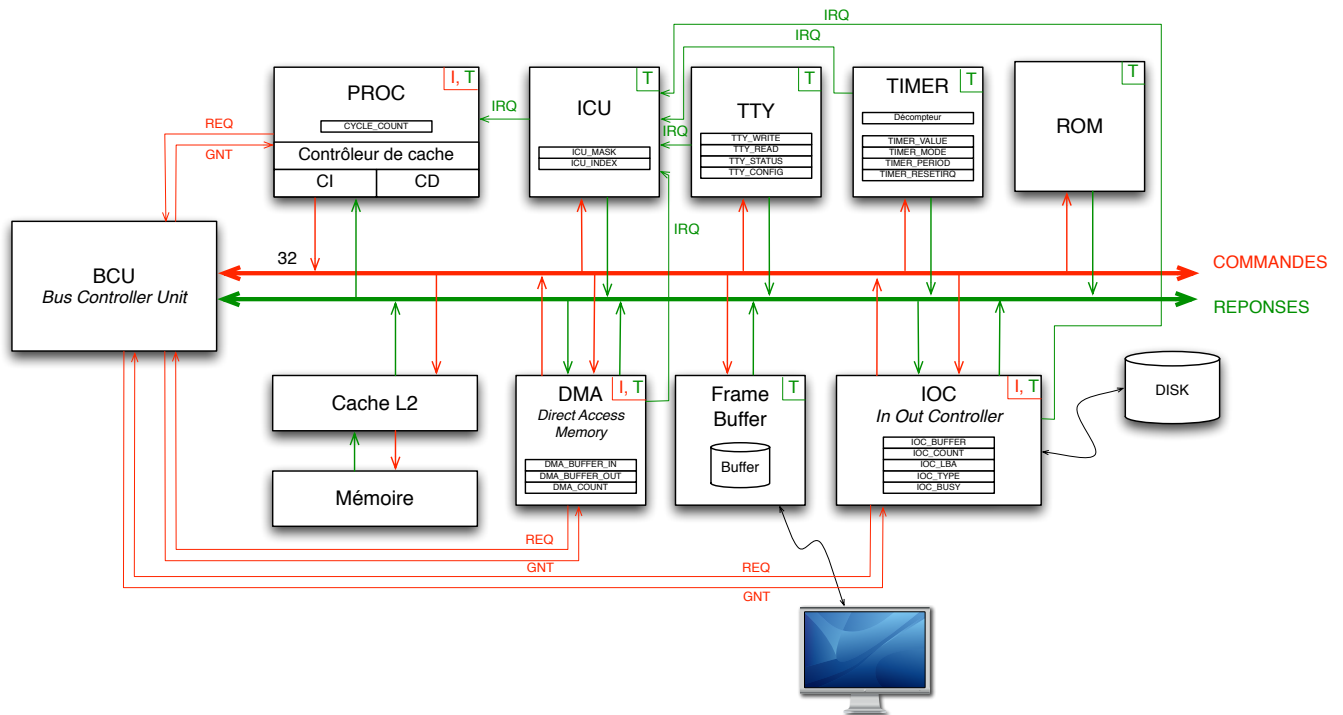 IRQ
IRQ
I, T
T
T
T
T
PROC
ICU
TTY
TIMER
ROM
IRQ
CYCLE_COUNT
REQ
GNT
Contrôleur de cache
CI
CD
ICU_MASK
ICU_INDEX
IRQ
TTY_WRITE
TTY_READ
TTY_STATUS
TTY_CONFIG
Décompteur
TIMER_VALUE
TIMER_MODE
TIMER_PERIOD
TIMER_RESETIRQ
IRQ
BCU
Bus Controller Unit
32
COMMANDES
REPONSES
Cache L2
Mémoire
DMA
I, T
Direct Access
Memory
DMA_BUFFER_IN
DMA_BUFFER_OUT
DMA_COUNT
Frame
Buffer
T
Buffer
IOC
I, T
In Out Controller
IOC_BUFFER
IOC_COUNT
IOC_LBA
IOC_TYPE
IOC_BUSY
DISK
REQ
GNT
REQ
GNT